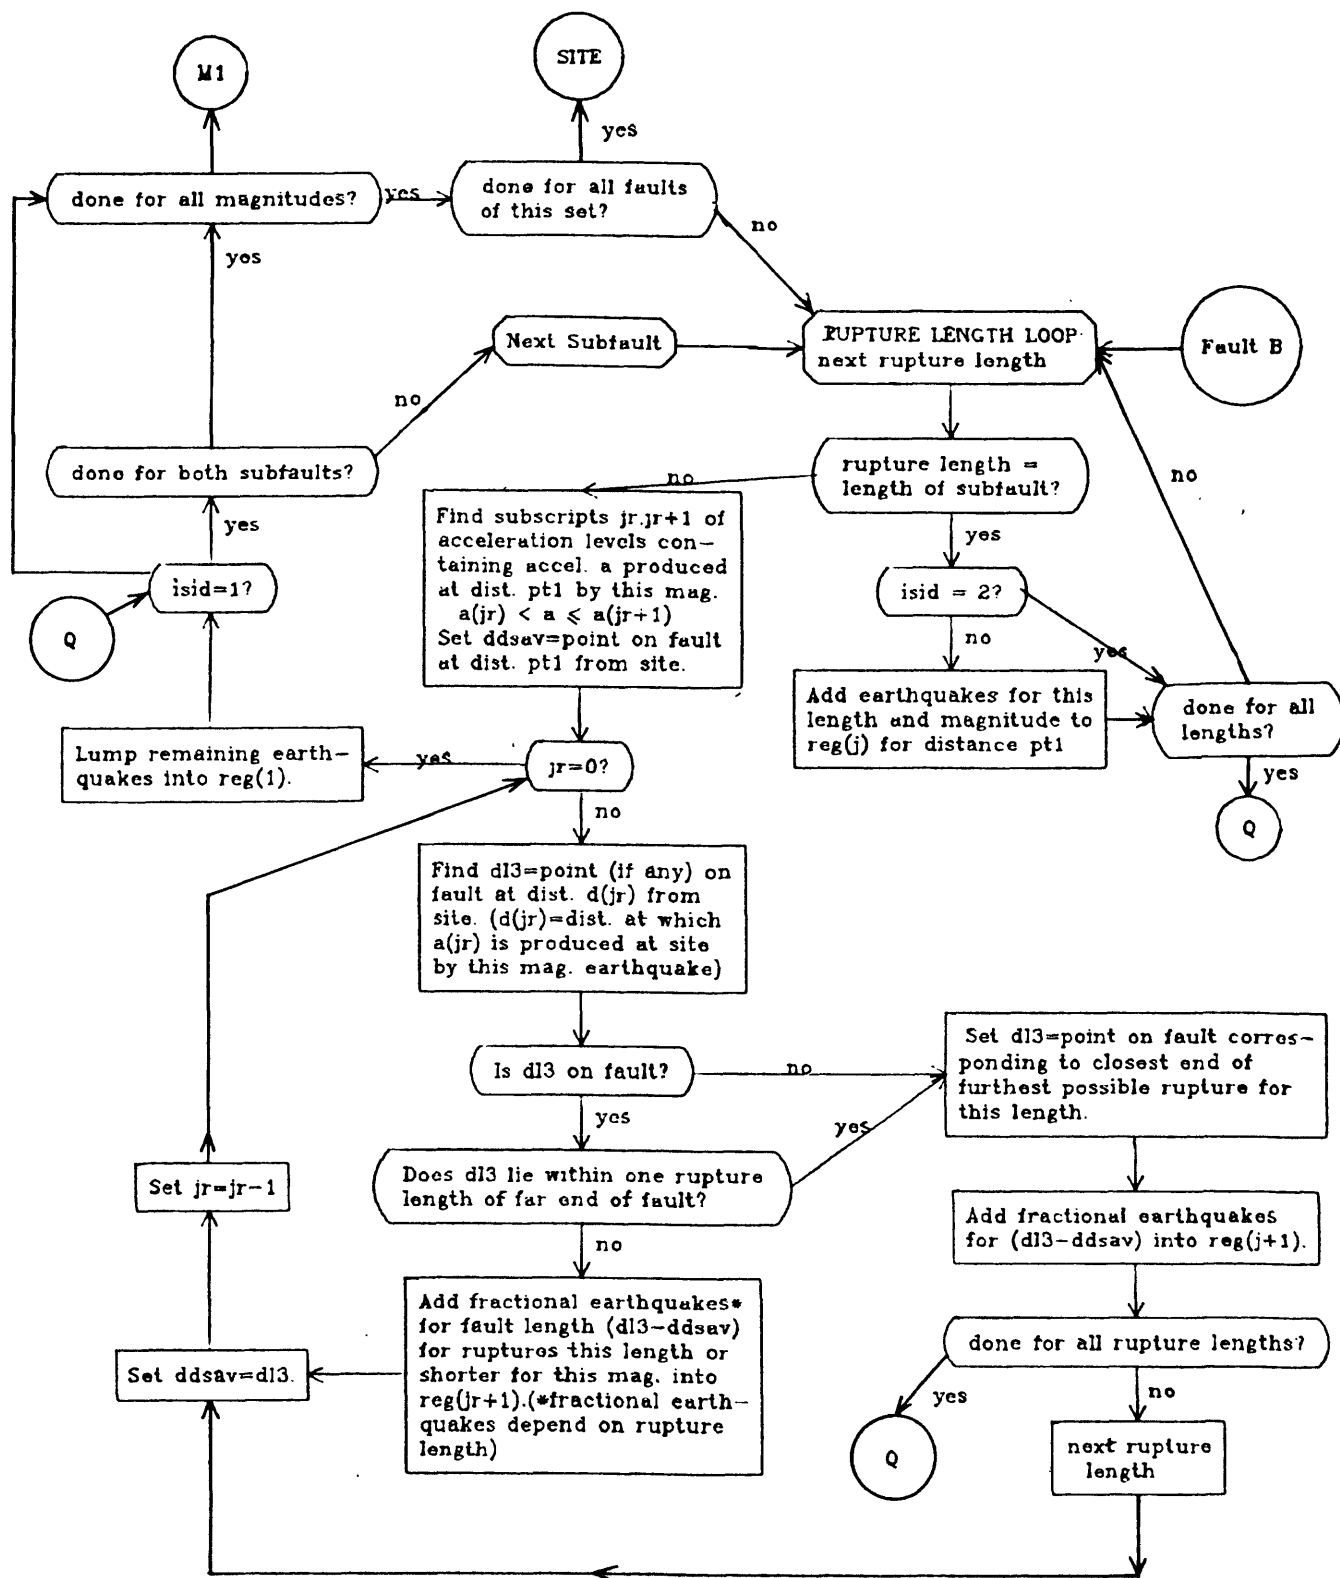 M1
SITE
yes
done for all magnitudes?
yes
done for all faults
of this set?
no
yes
Next Subfault
RUPTURE LENGTH LOOP
next rupture length
Fault B
no
done for both subfaults?
no
rupture length =
length of subfault?
no
yes
Find subscripts jr.jr+1 of
acceleration levels con-
taining accel. a produced
at dist. pt1 by this mag.
a(jr) < a ⩽ a(jr+1)
Set ddsav=point on fault
at dist. pt1 from site.
yes
isid=1?
Q
isid = 2?
no
yes
Add earthquakes for this
length and magnitude to
reg(j) for distance pt1
done for all
lengths?
yes
Q
Lump remaining earth-
quakes into reg(1).
yes
jr=0?
no
Find dl3=point (if any) on
fault at dist. d(jr) from
site. (d(jr)=dist. at which
a(jr) is produced at site
by this mag. earthquake)
Is dl3 on fault?
no
yes
Set dl3=point on fault corres-
ponding to closest end of
furthest possible rupture for
this length.
yes
Does dl3 lie within one rupture
length of far end of fault?
no
Set jr=jr-1
Add fractional earthquakes
for (dl3-ddsav) into reg(j+1).
Add fractional earthquakes*
for fault length (dl3-ddsav)
for ruptures this length or
shorter for this mag. into
reg(jr+1).(*fractional earth-
quakes depend on rupture
length)
Set ddsav=dl3.
done for all rupture lengths?
yes
no
Q
next rupture
length